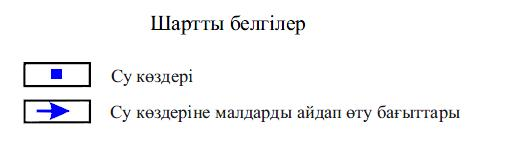 Шартты белгілер
Су көздері
Су көздеріне малдарды айдап өту бағыттары